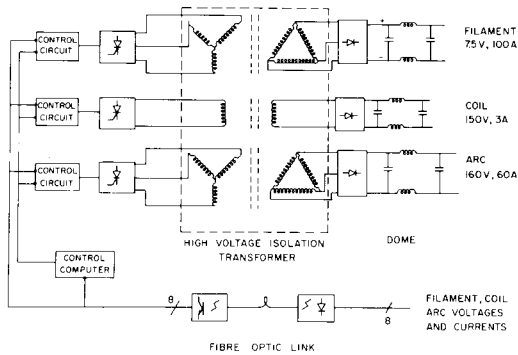 CONTROL
CIRCUIT
FILAMENT
7.5V, 100A
+
−
CONTROL
CIRCUIT
COIL
150V, 3A
CONTROL
CIRCUIT
ARC
160V, 60A
HIGH VOLTAGE ISOLATION
TRANSFORMER
DOME
CONTROL
COMPUTER
8
8
FILAMENT, COIL
ARC VOLTAGES
AND CURRENTS
FIBRE OPTIC LINK